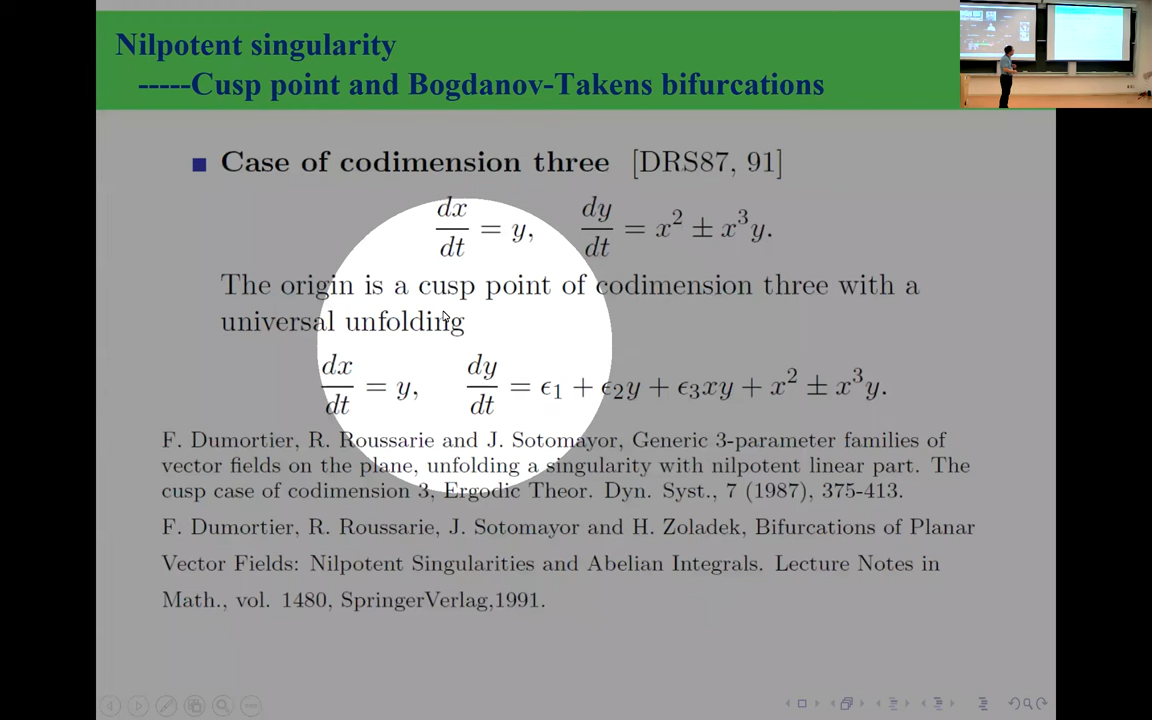 Nilpotent singularity
-----Cusp point and Bogdanov-Takens bifurcations
Case of codimension three [DRS87, 91]
dx/dt = y, dy/dt = x² ± x³y.
The origin is a cusp point of codimension three with a
universal unfolding
dx/dt = y, dy/dt = ϵ₁ + ϵ₂y + ϵ₃xy + x² ± x³y.
F. Dumortier, R. Roussarie and J. Sotomayor, Generic 3-parameter families of
vector fields on the plane, unfolding a singularity with nilpotent linear part. The
cusp case of codimension 3, Ergodic Theor. Dyn. Syst., 7 (1987), 375-413.
F. Dumortier, R. Roussarie, J. Sotomayor and H. Zoladek, Bifurcations of Planar
Vector Fields: Nilpotent Singularities and Abelian Integrals. Lecture Notes in
Math., vol. 1480, SpringerVerlag,1991.